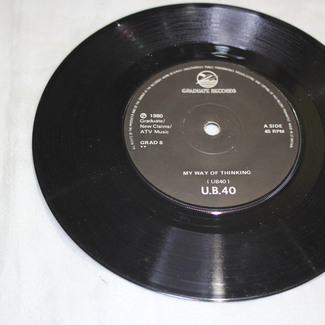 GRADUATE RECORDS
℗ 1980
Graduate/
New Claims/
ATV Music
GRAD 8
A SIDE
45 RPM
MY WAY OF THINKING
( UB40 )
U.B.40